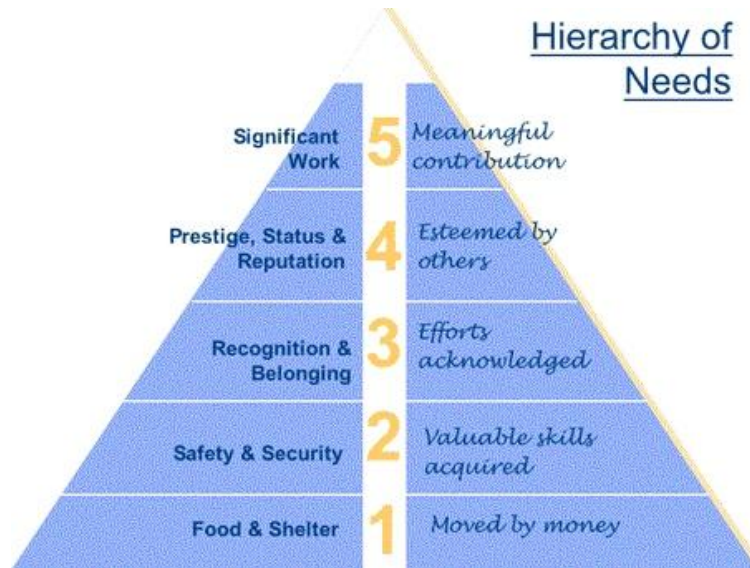 Hierarchy of
Needs
Significant
Work
5
Meaningful
contribution
Prestige, Status &
Reputation
4
Esteemed by
others
Recognition &
Belonging
3
Efforts
acknowledged
Safety & Security
2
Valuable skills
acquired
Food & Shelter
1
Moved by money